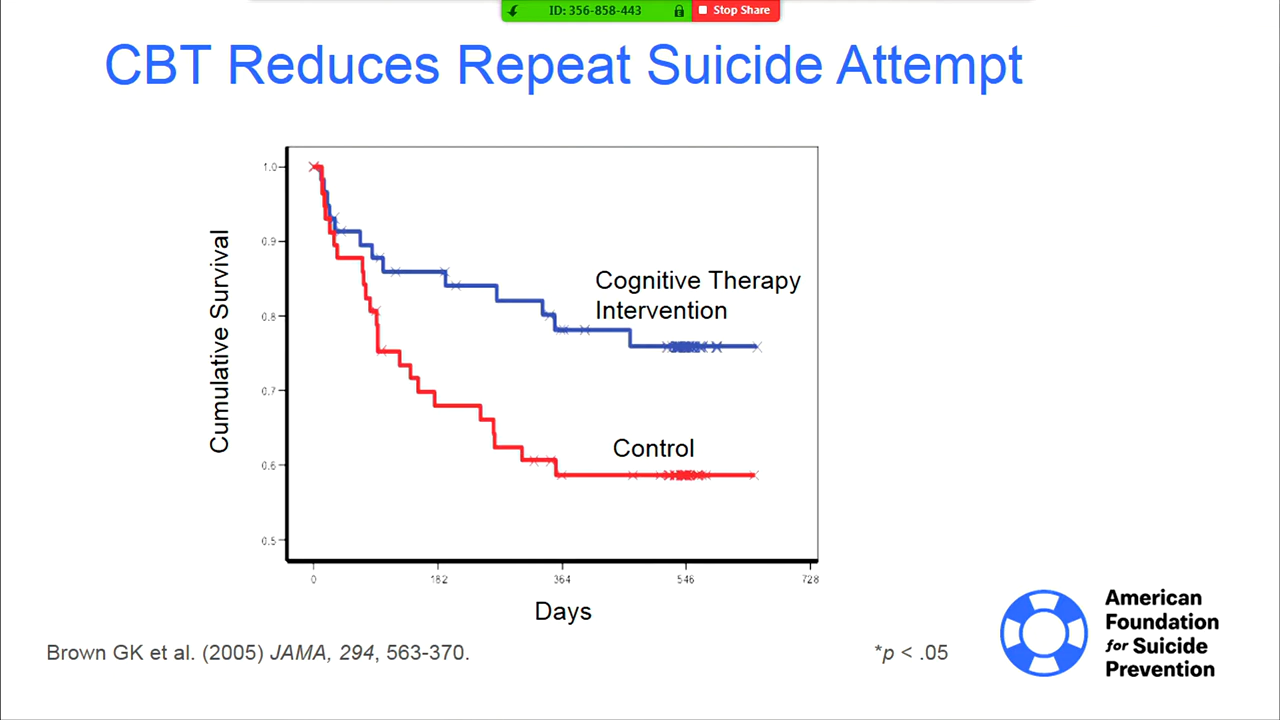 ID: 356-858-443
Stop Share
CBT Reduces Repeat Suicide Attempt
1.0
0.9
0.8
0.7
0.6
0.5
Cumulative Survival
Cognitive Therapy
Intervention
Control
0
182
364
546
728
Days
Brown GK et al. (2005) JAMA, 294, 563-370.
*p < .05
American
Foundation
for Suicide
Prevention